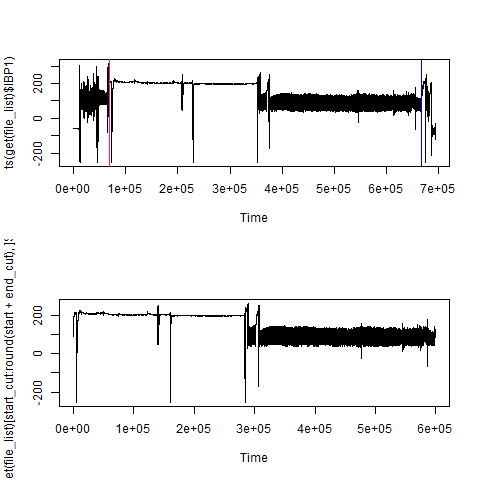 ts(get(file_list)$IBP1)
200
0
-200
0e+00 1e+05 2e+05 3e+05 4e+05 5e+05 6e+05 7e+05
Time
et(file_list)[start_cut:round(start + end_cut), ]$
200
0
-200
0e+00 1e+05 2e+05 3e+05 4e+05 5e+05 6e+05
Time